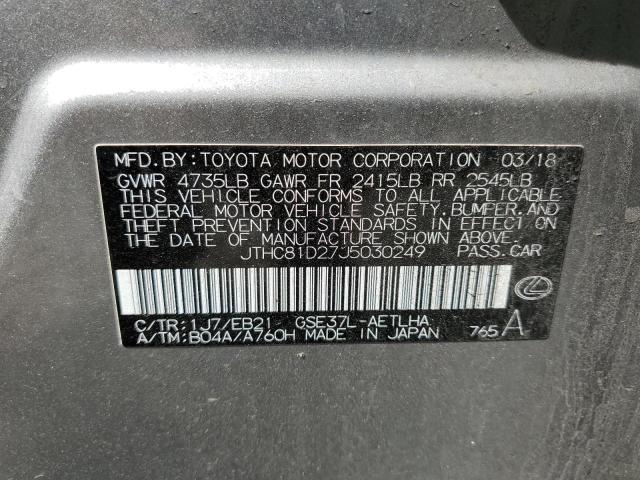 MFD.BY:TOYOTA MOTOR CORPORATION 03/18
GVWR 4735LB GAWR FR 2415LB RR 2545LB
THIS VEHICLE CONFORMS TO ALL APPLICABLE
FEDERAL MOTOR VEHICLE SAFETY,BUMPER,AND
THEFT PREVENTION STANDARDS IN EFFECT ON
THE DATE OF MANUFACTURE SHOWN ABOVE.
JTHC81D27J5030249 PASS.CAR
C/TR:1J7/EB21 GSE37L-AETLHA
A/TM:B04A/A760H MADE IN JAPAN 765 A